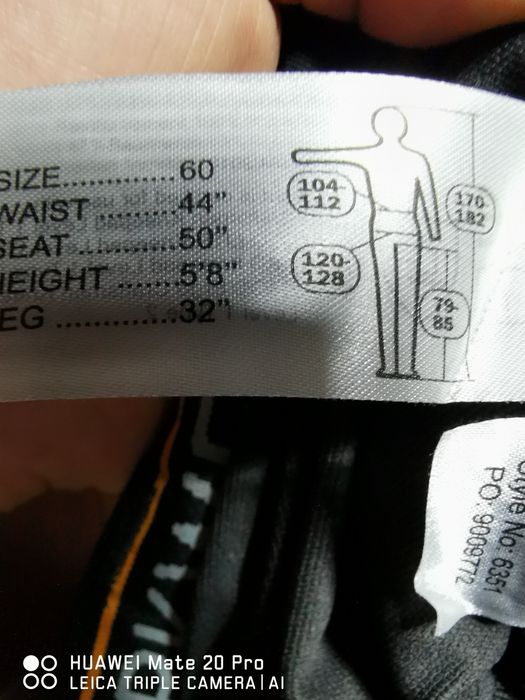 SIZE..............60
WAIST .........44"
SEAT ............50"
HEIGHT .......5'8"
LEG ..............32"
104-
112
170-
182
120-
128
79-
85
Style No: 6351
PO: 9009772
HUAWEI Mate 20 Pro
LEICA TRIPLE CAMERA | AI